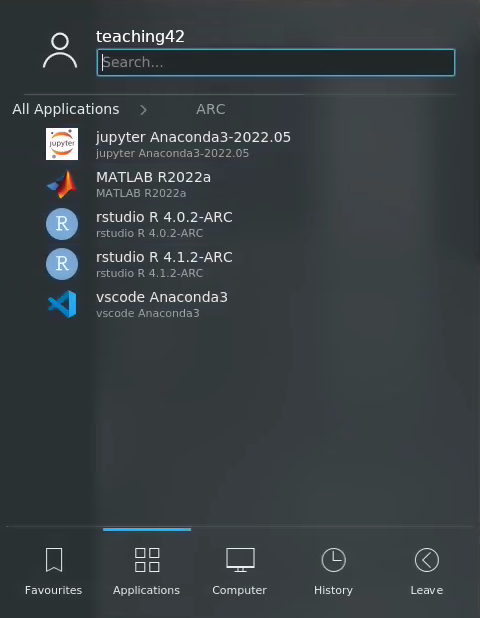 teaching42
Search...
All Applications > ARC
jupyter
jupyter Anaconda3-2022.05
jupyter Anaconda3-2022.05
MATLAB R2022a
MATLAB R2022a
R
rstudio R 4.0.2-ARC
rstudio R 4.0.2-ARC
R
rstudio R 4.1.2-ARC
rstudio R 4.1.2-ARC
vscode Anaconda3
vscode Anaconda3
Favourites Applications Computer History Leave